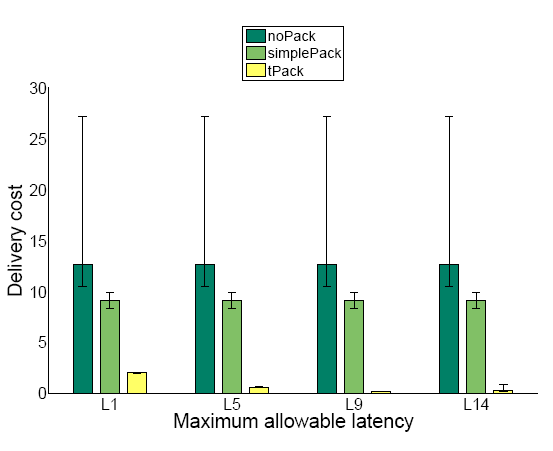 noPack
simplePack
tPack
30
25
20
15
10
5
0
Delivery cost
L1 L5 L9 L14
Maximum allowable latency